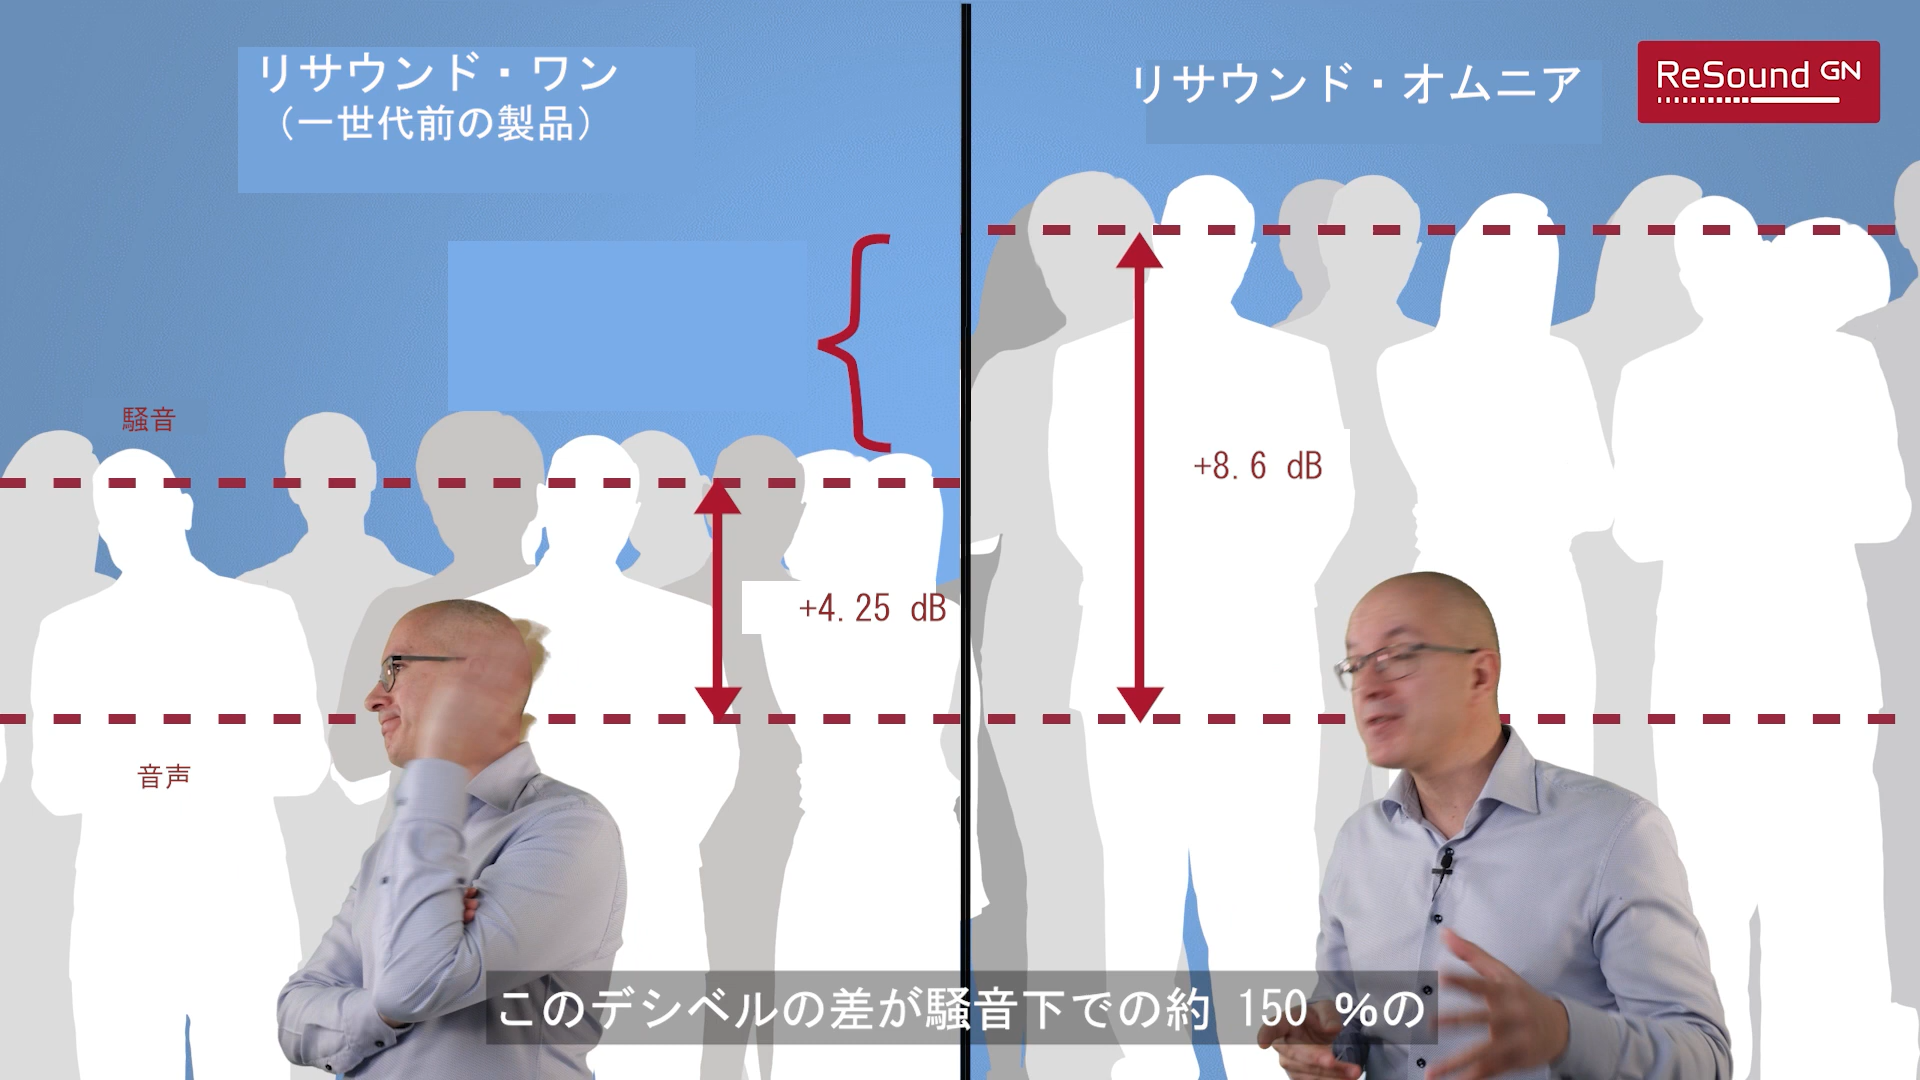 リサウンド・ワン
（一世代前の製品）
リサウンド・オムニア
ReSound GN
騒音
+8.6 dB
+4.25 dB
音声
このデシベルの差が騒音下での約 150 %の